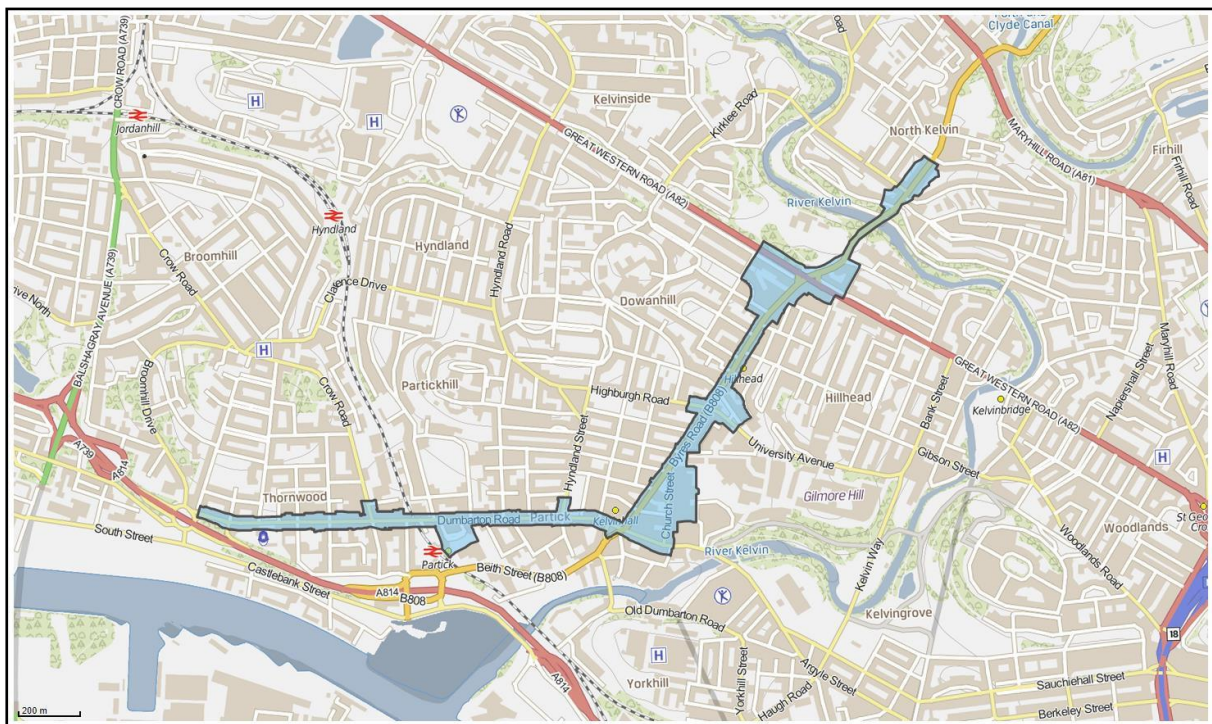 Forth and
Clyde Canal
CROW ROAD (A739)
Kelvinside
Kirklee Road
North Kelvin
MARYHILL ROAD (A81)
Firhill
Firhill Road
Jordanhill
H
H
GREAT WESTERN ROAD (A82)
River Kelvin
Hyndland
Hyndland
Hyndland Road
Broomhill
Crow Road
Clarence Drive
Dowanhill
BALSHAGRAY AVENUE (A739)
Broomhill Drive
H
Crow Road
Partickhill
Highburgh Road
Hillhead
Hillhead
Bank Street
GREAT WESTERN ROAD (A82)
Kelvinbridge
Napiershall Street
Maryhill Road
Hyndland Street
Byres Road (B808)
University Avenue
Gibson Street
H
A739
A814
Thornwood
Dumbarton Road
Partick
Kelvinhall
Church Street
Gilmore Hill
Woodlands
Woodlands Road
South Street
Partick
Beith Street (B808)
River Kelvin
Kelvin Way
Castlebank Street
A814
B808
Kelvingrove
Old Dumbarton Road
18
H
Yorkhill
Yorkhill Street
Argyle Street
Haugh Road
A814
Sauchiehall Street
Berkeley Street
200 m